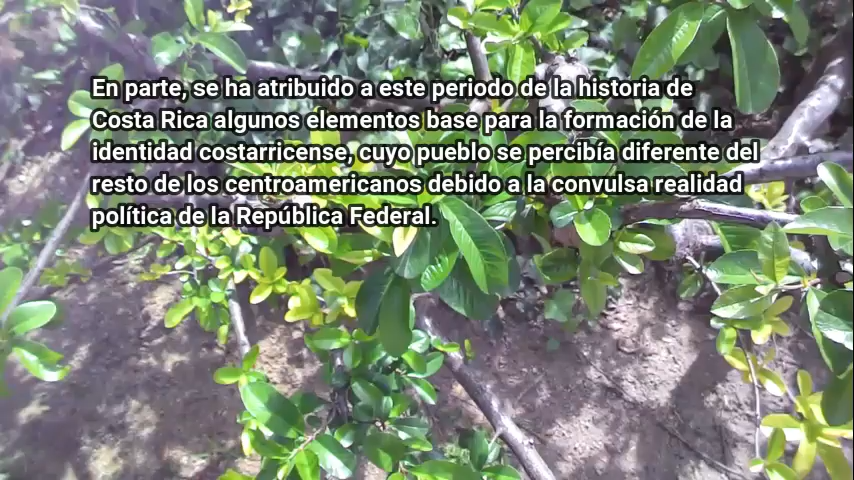 En parte, se ha atribuido a este periodo de la historia de
Costa Rica algunos elementos base para la formación de la
identidad costarricense, cuyo pueblo se percibía diferente del
resto de los centroamericanos debido a la convulsa realidad
política de la República Federal.